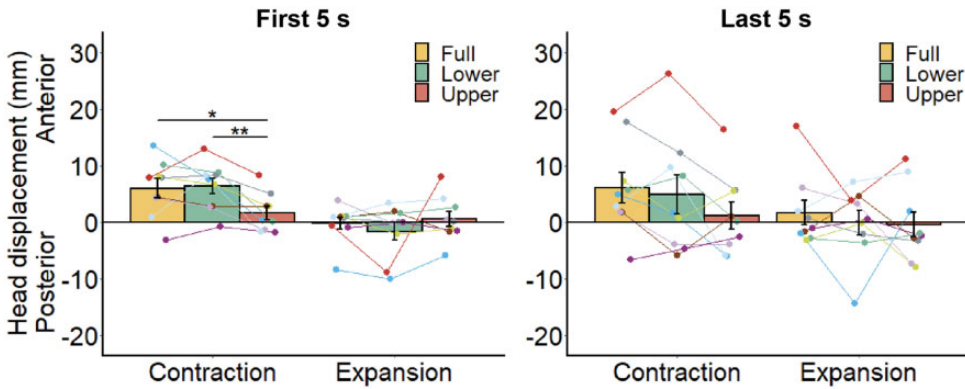 First 5 s
Last 5 s
Head displacement (mm)
Posterior Anterior
30
20
10
0
-10
-20
Full
Lower
Upper
*
**
Contraction
Expansion
30
20
10
0
-10
-20
Full
Lower
Upper
Contraction
Expansion